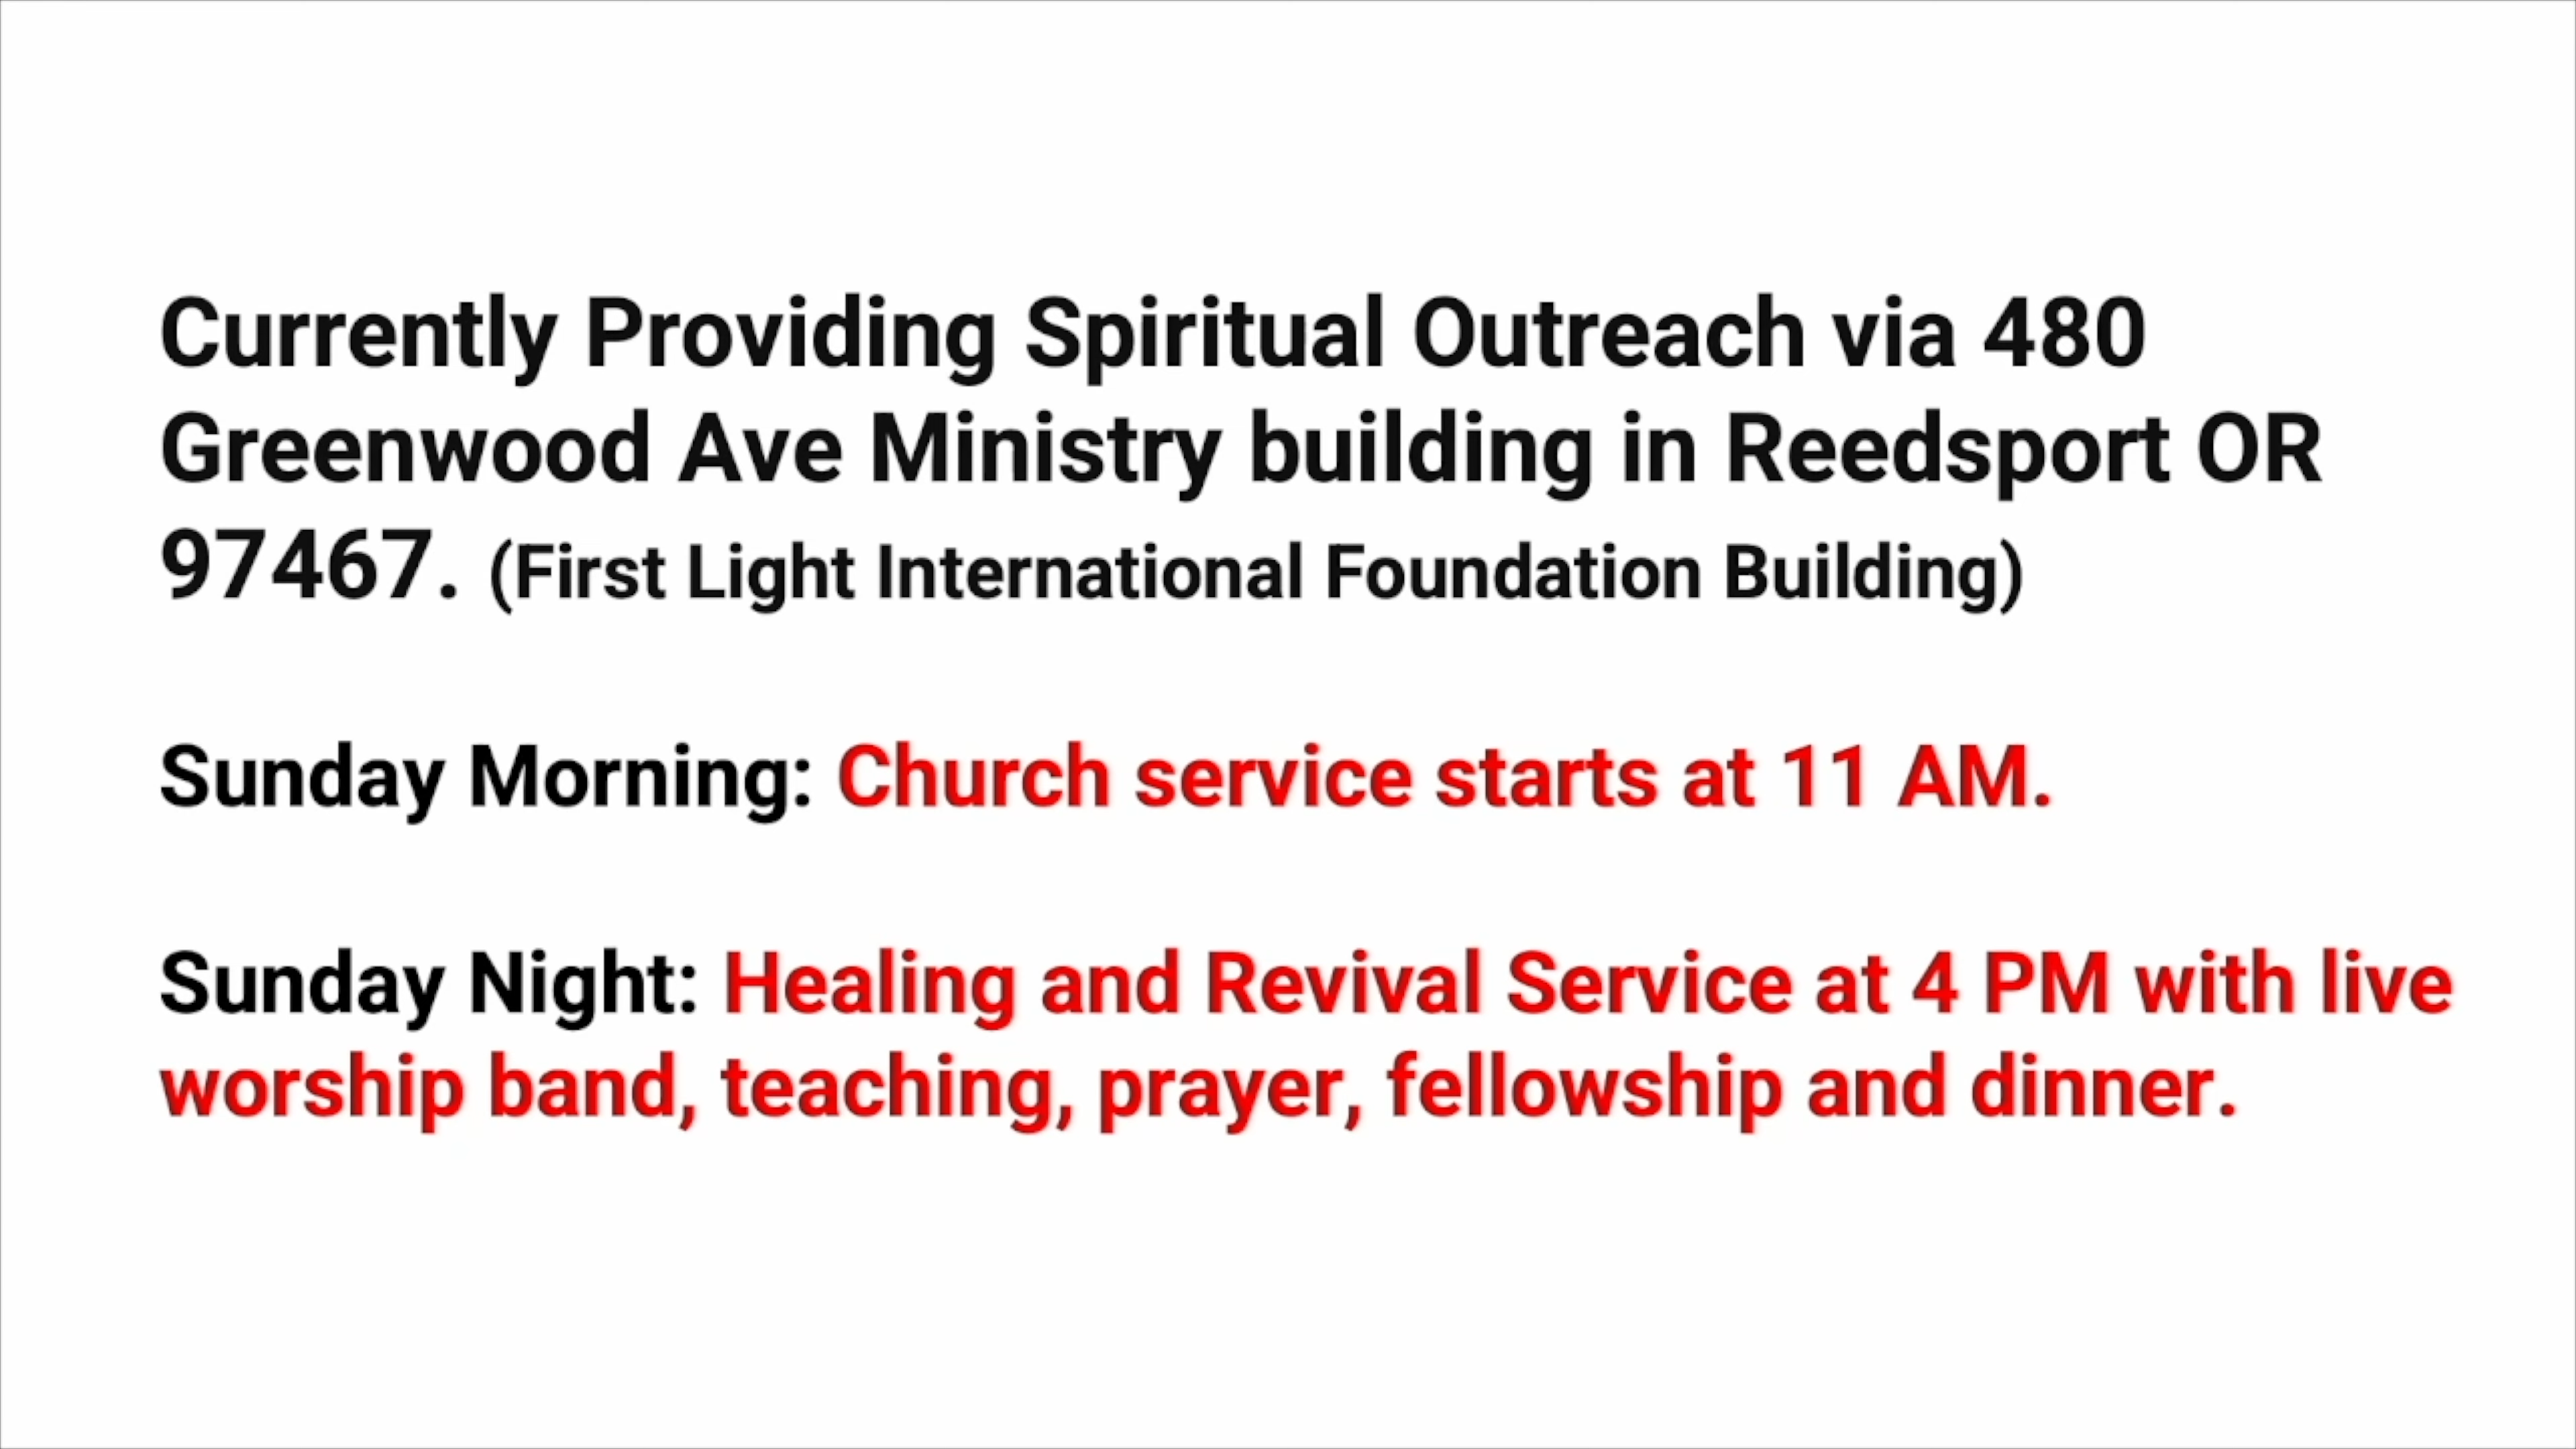 Currently Providing Spiritual Outreach via 480
Greenwood Ave Ministry building in Reedsport OR
97467. (First Light International Foundation Building)
Sunday Morning: Church service starts at 11 AM.
Sunday Night: Healing and Revival Service at 4 PM with live
worship band, teaching, prayer, fellowship and dinner.